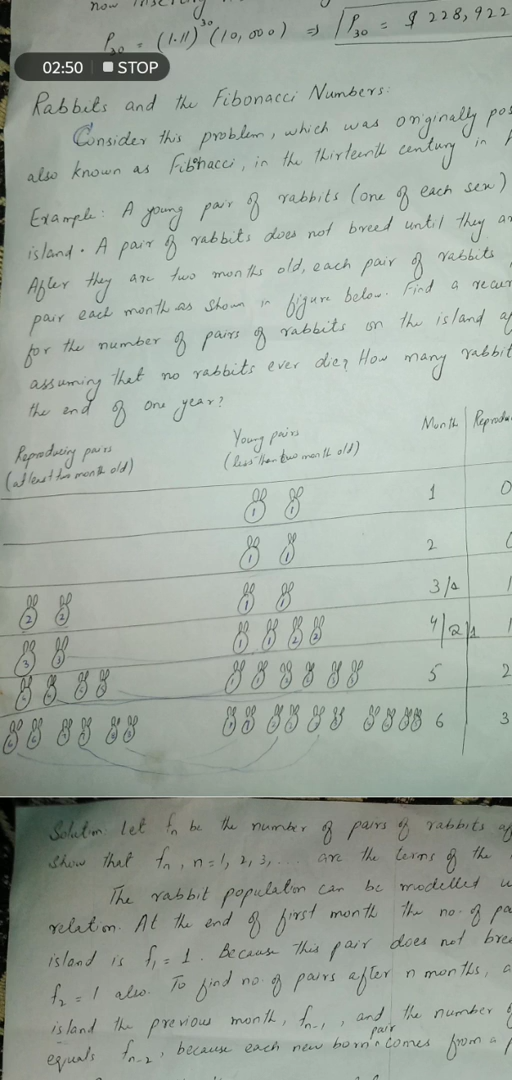 now inserting
P₃₀ = (1.11)³⁰ (10,000) ⇒ P₃₀ = $ 228,922
02:50 STOP
Rabbits and the Fibonacci Numbers:
Consider this problem, which was originally pos
also known as Fibbnacci, in the thirteenth century in
Example: A young pair of rabbits (one of each sex)
island. A pair of rabbits does not breed until they ar
After they are two months old, each pair of rabbits
pair each month as shown in figure below. Find a recur
for the number of pairs of rabbits on the island af
assuming that no rabbits ever die? How many rabbit
the end of one year?
Reproducing pairs Young pairs Month Reprodu
(at least two month old) (less than two month old)
1 0
2
3/ 1
4/2/1 1
5 2
6 3
Solution: Let fn be the number of pairs of rabbits af
show that fn, n=1, 2, 3, .... are the terms of the
The rabbit population can be modelled u
relation. At the end of first month the no. of pa
island is f₁ = 1. Because this pair does not bree
f₂ = 1 also. To find no. of pairs after n months, a
island the previous month, fn-1, and the number of
equals fn-2, because each new born pair comes from a p